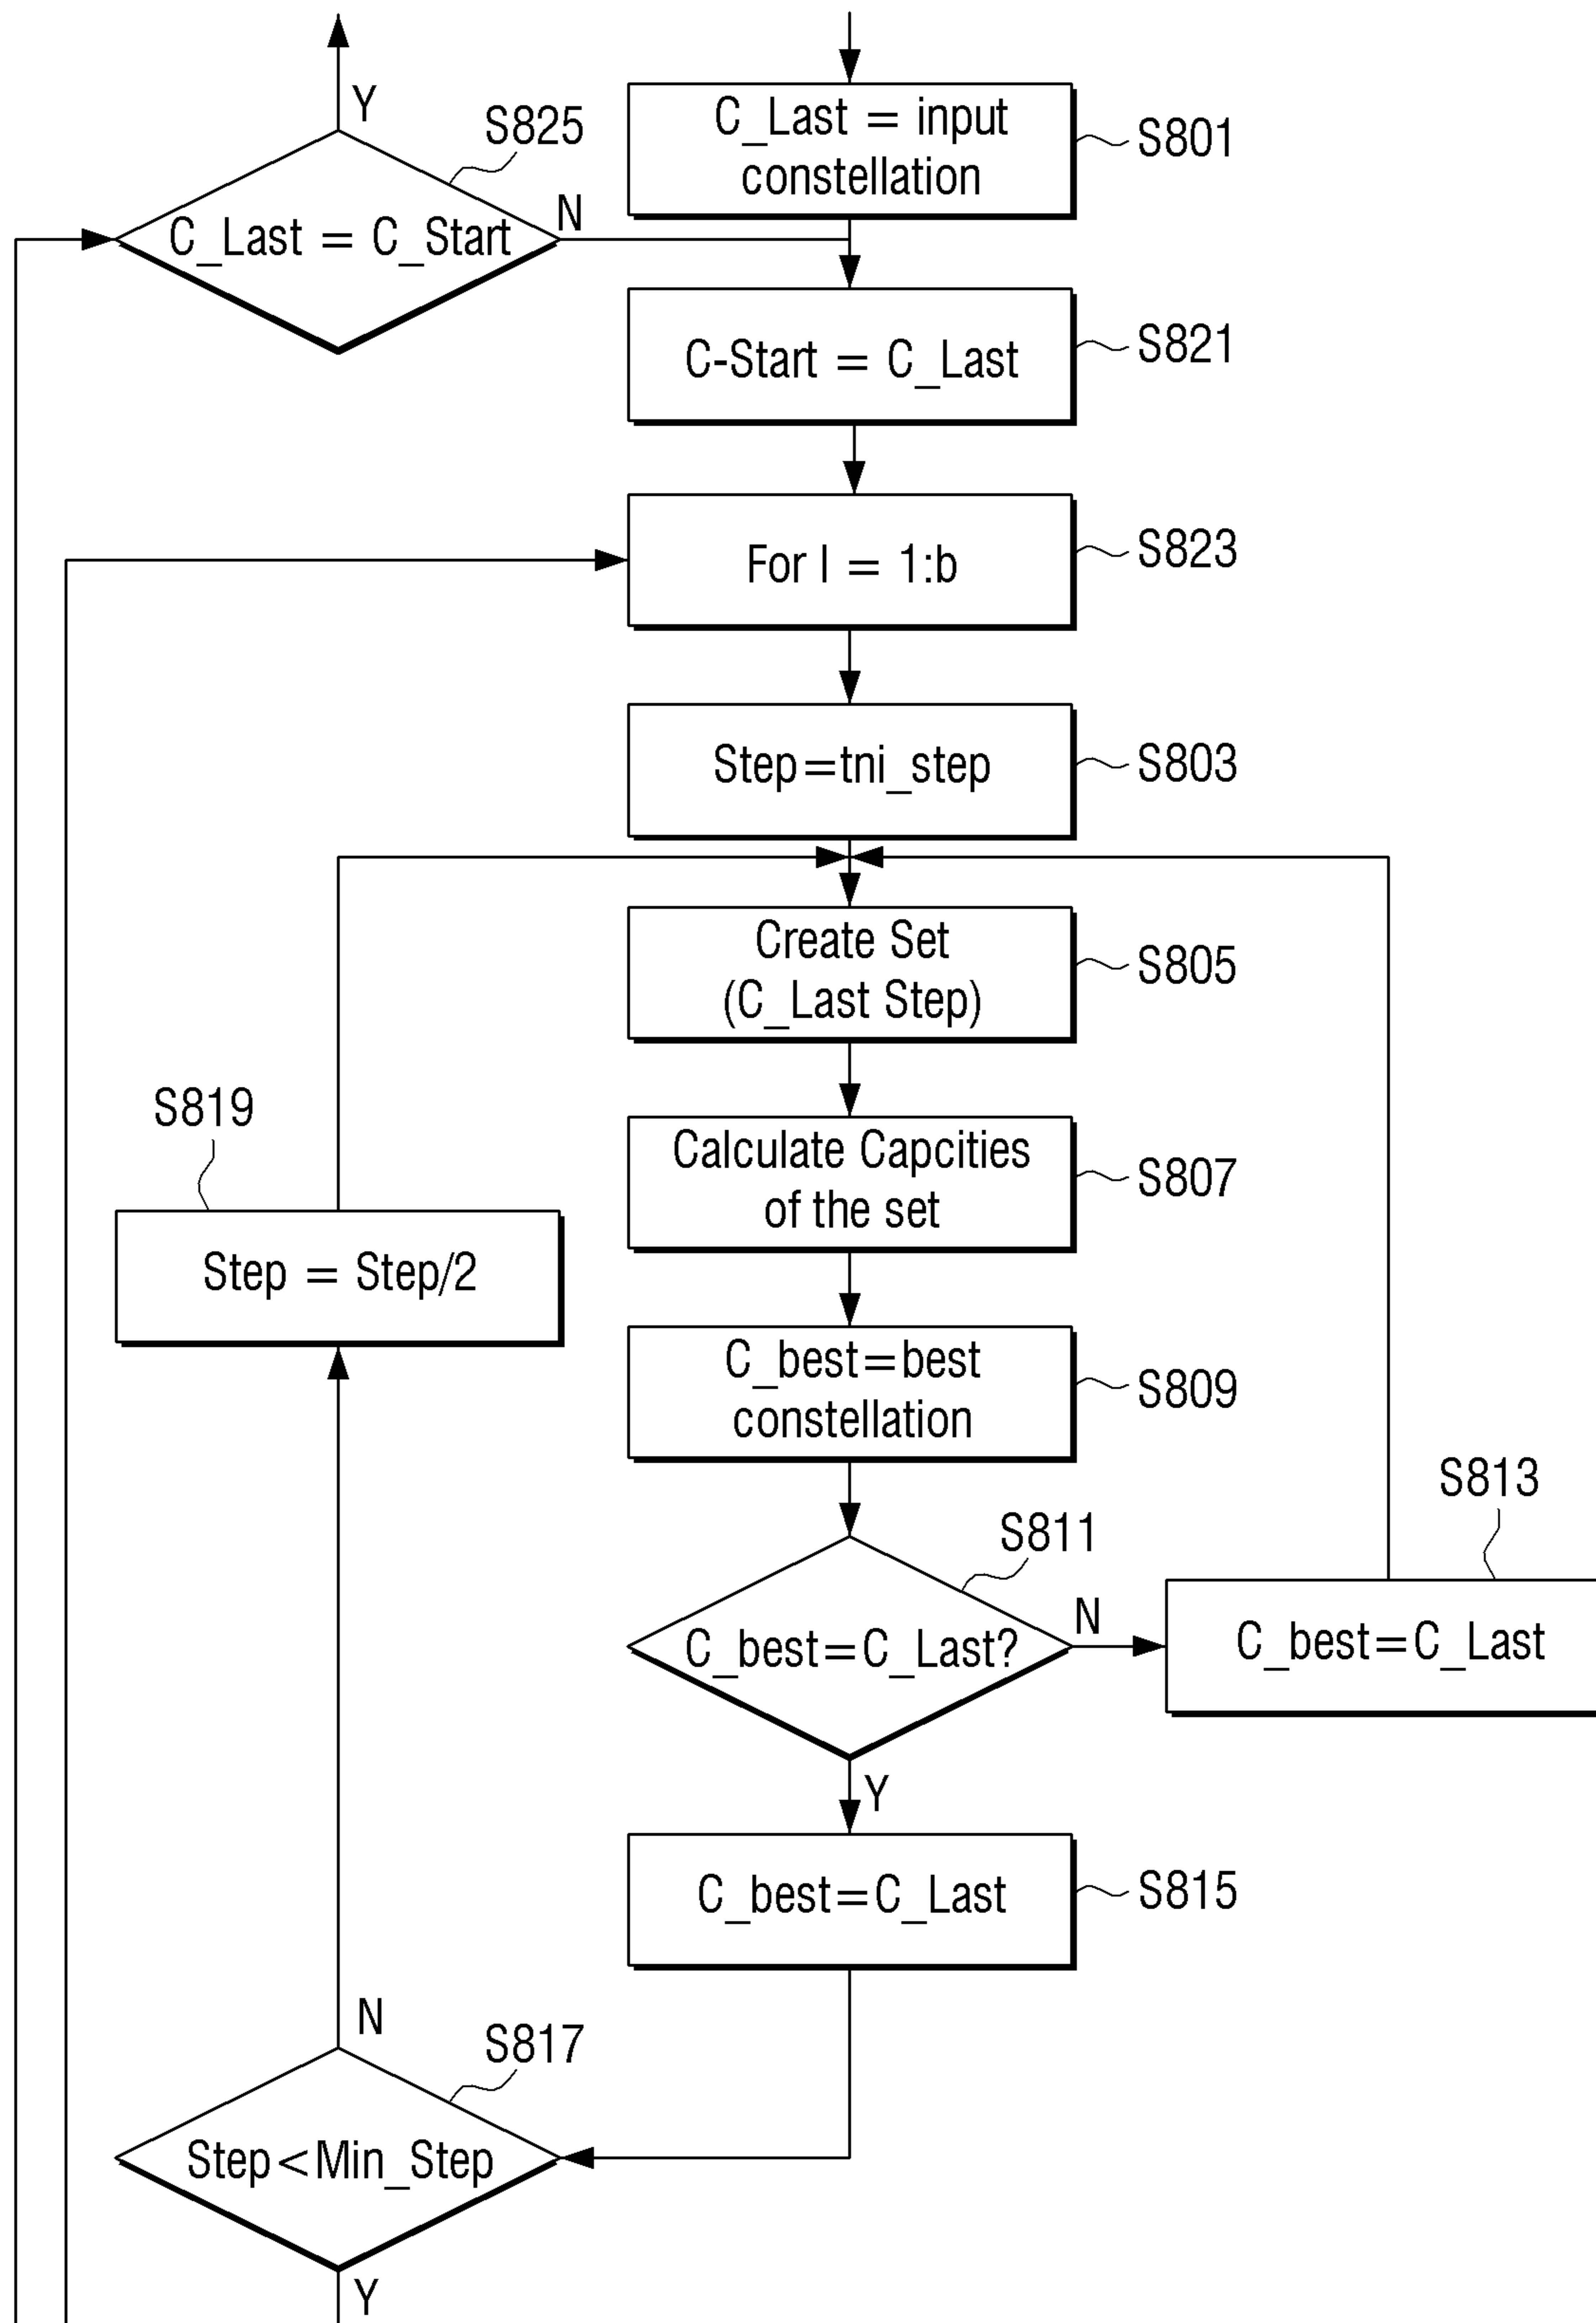 Y
S825
C_Last = C_Start
N
C_Last = input
constellation
S801
C-Start = C_Last
S821
For I = 1:b
S823
Step=tni_step
S803
Create Set
(C_Last Step)
S805
S819
Step = Step/2
Calculate Capcities
of the set
S807
C_best=best
constellation
S809
S811
C_best=C_Last?
N
S813
C_best=C_Last
Y
C_best=C_Last
S815
N
S817
Step<Min_Step
Y